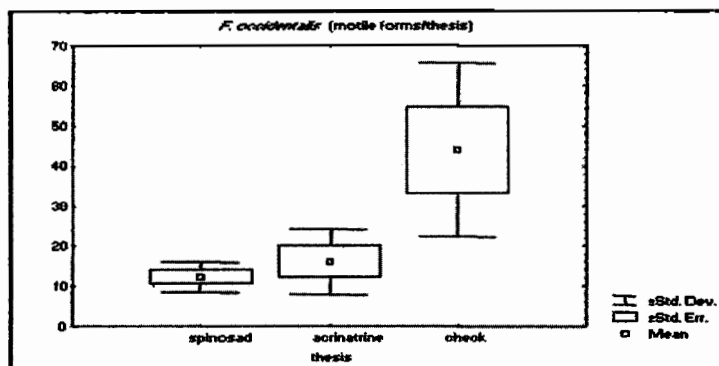 F. occidentalis (motile forms/thesis)
70
60
50
40
30
20
10
0
spinosad acrinatrine check
thesis
±Std. Dev.
±Std. Err.
Mean